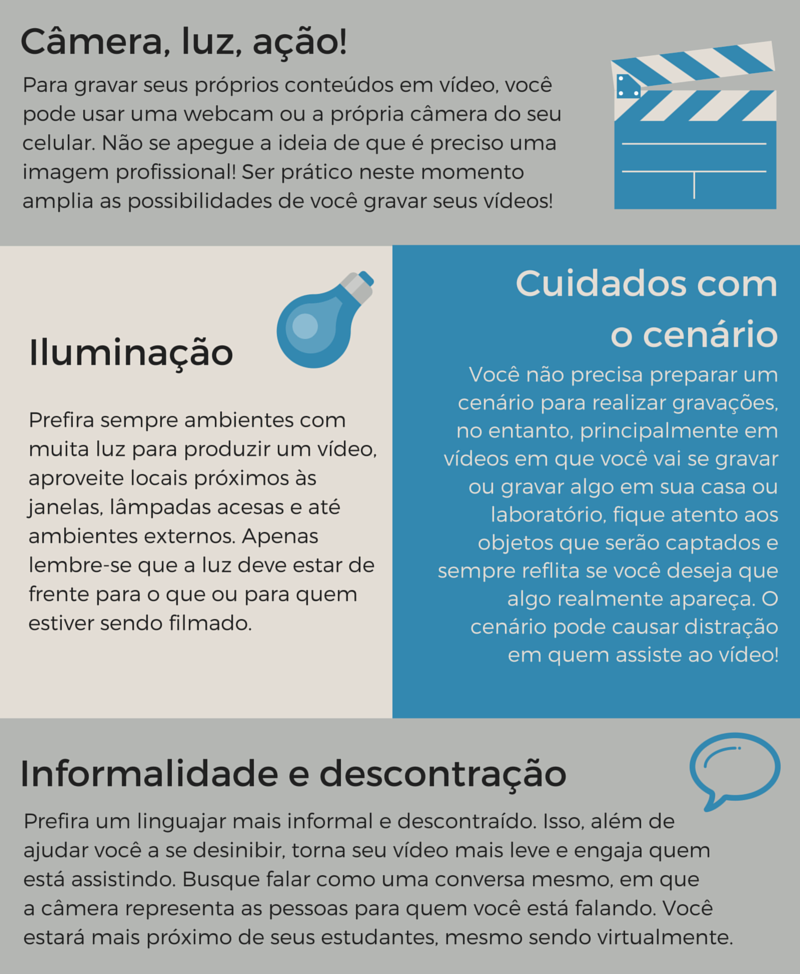 Câmera, luz, ação!
Para gravar seus próprios conteúdos em vídeo, você
pode usar uma webcam ou a própria câmera do seu
celular. Não se apegue a ideia de que é preciso uma
imagem profissional! Ser prático neste momento
amplia as possibilidades de você gravar seus vídeos!
Iluminação
Prefira sempre ambientes com
muita luz para produzir um vídeo,
aproveite locais próximos às
janelas, lâmpadas acesas e até
ambientes externos. Apenas
lembre-se que a luz deve estar de
frente para o que ou para quem
estiver sendo filmado.
Cuidados com
o cenário
Você não precisa preparar um
cenário para realizar gravações,
no entanto, principalmente em
vídeos em que você vai se gravar
ou gravar algo em sua casa ou
laboratório, fique atento aos
objetos que serão captados e
sempre reflita se você deseja que
algo realmente apareça. O
cenário pode causar distração
em quem assiste ao vídeo!
Informalidade e descontração
Prefira um linguajar mais informal e descontraído. Isso, além de
ajudar você a se desinibir, torna seu vídeo mais leve e engaja quem
está assistindo. Busque falar como uma conversa mesmo, em que
a câmera representa as pessoas para quem você está falando. Você
estará mais próximo de seus estudantes, mesmo sendo virtualmente.